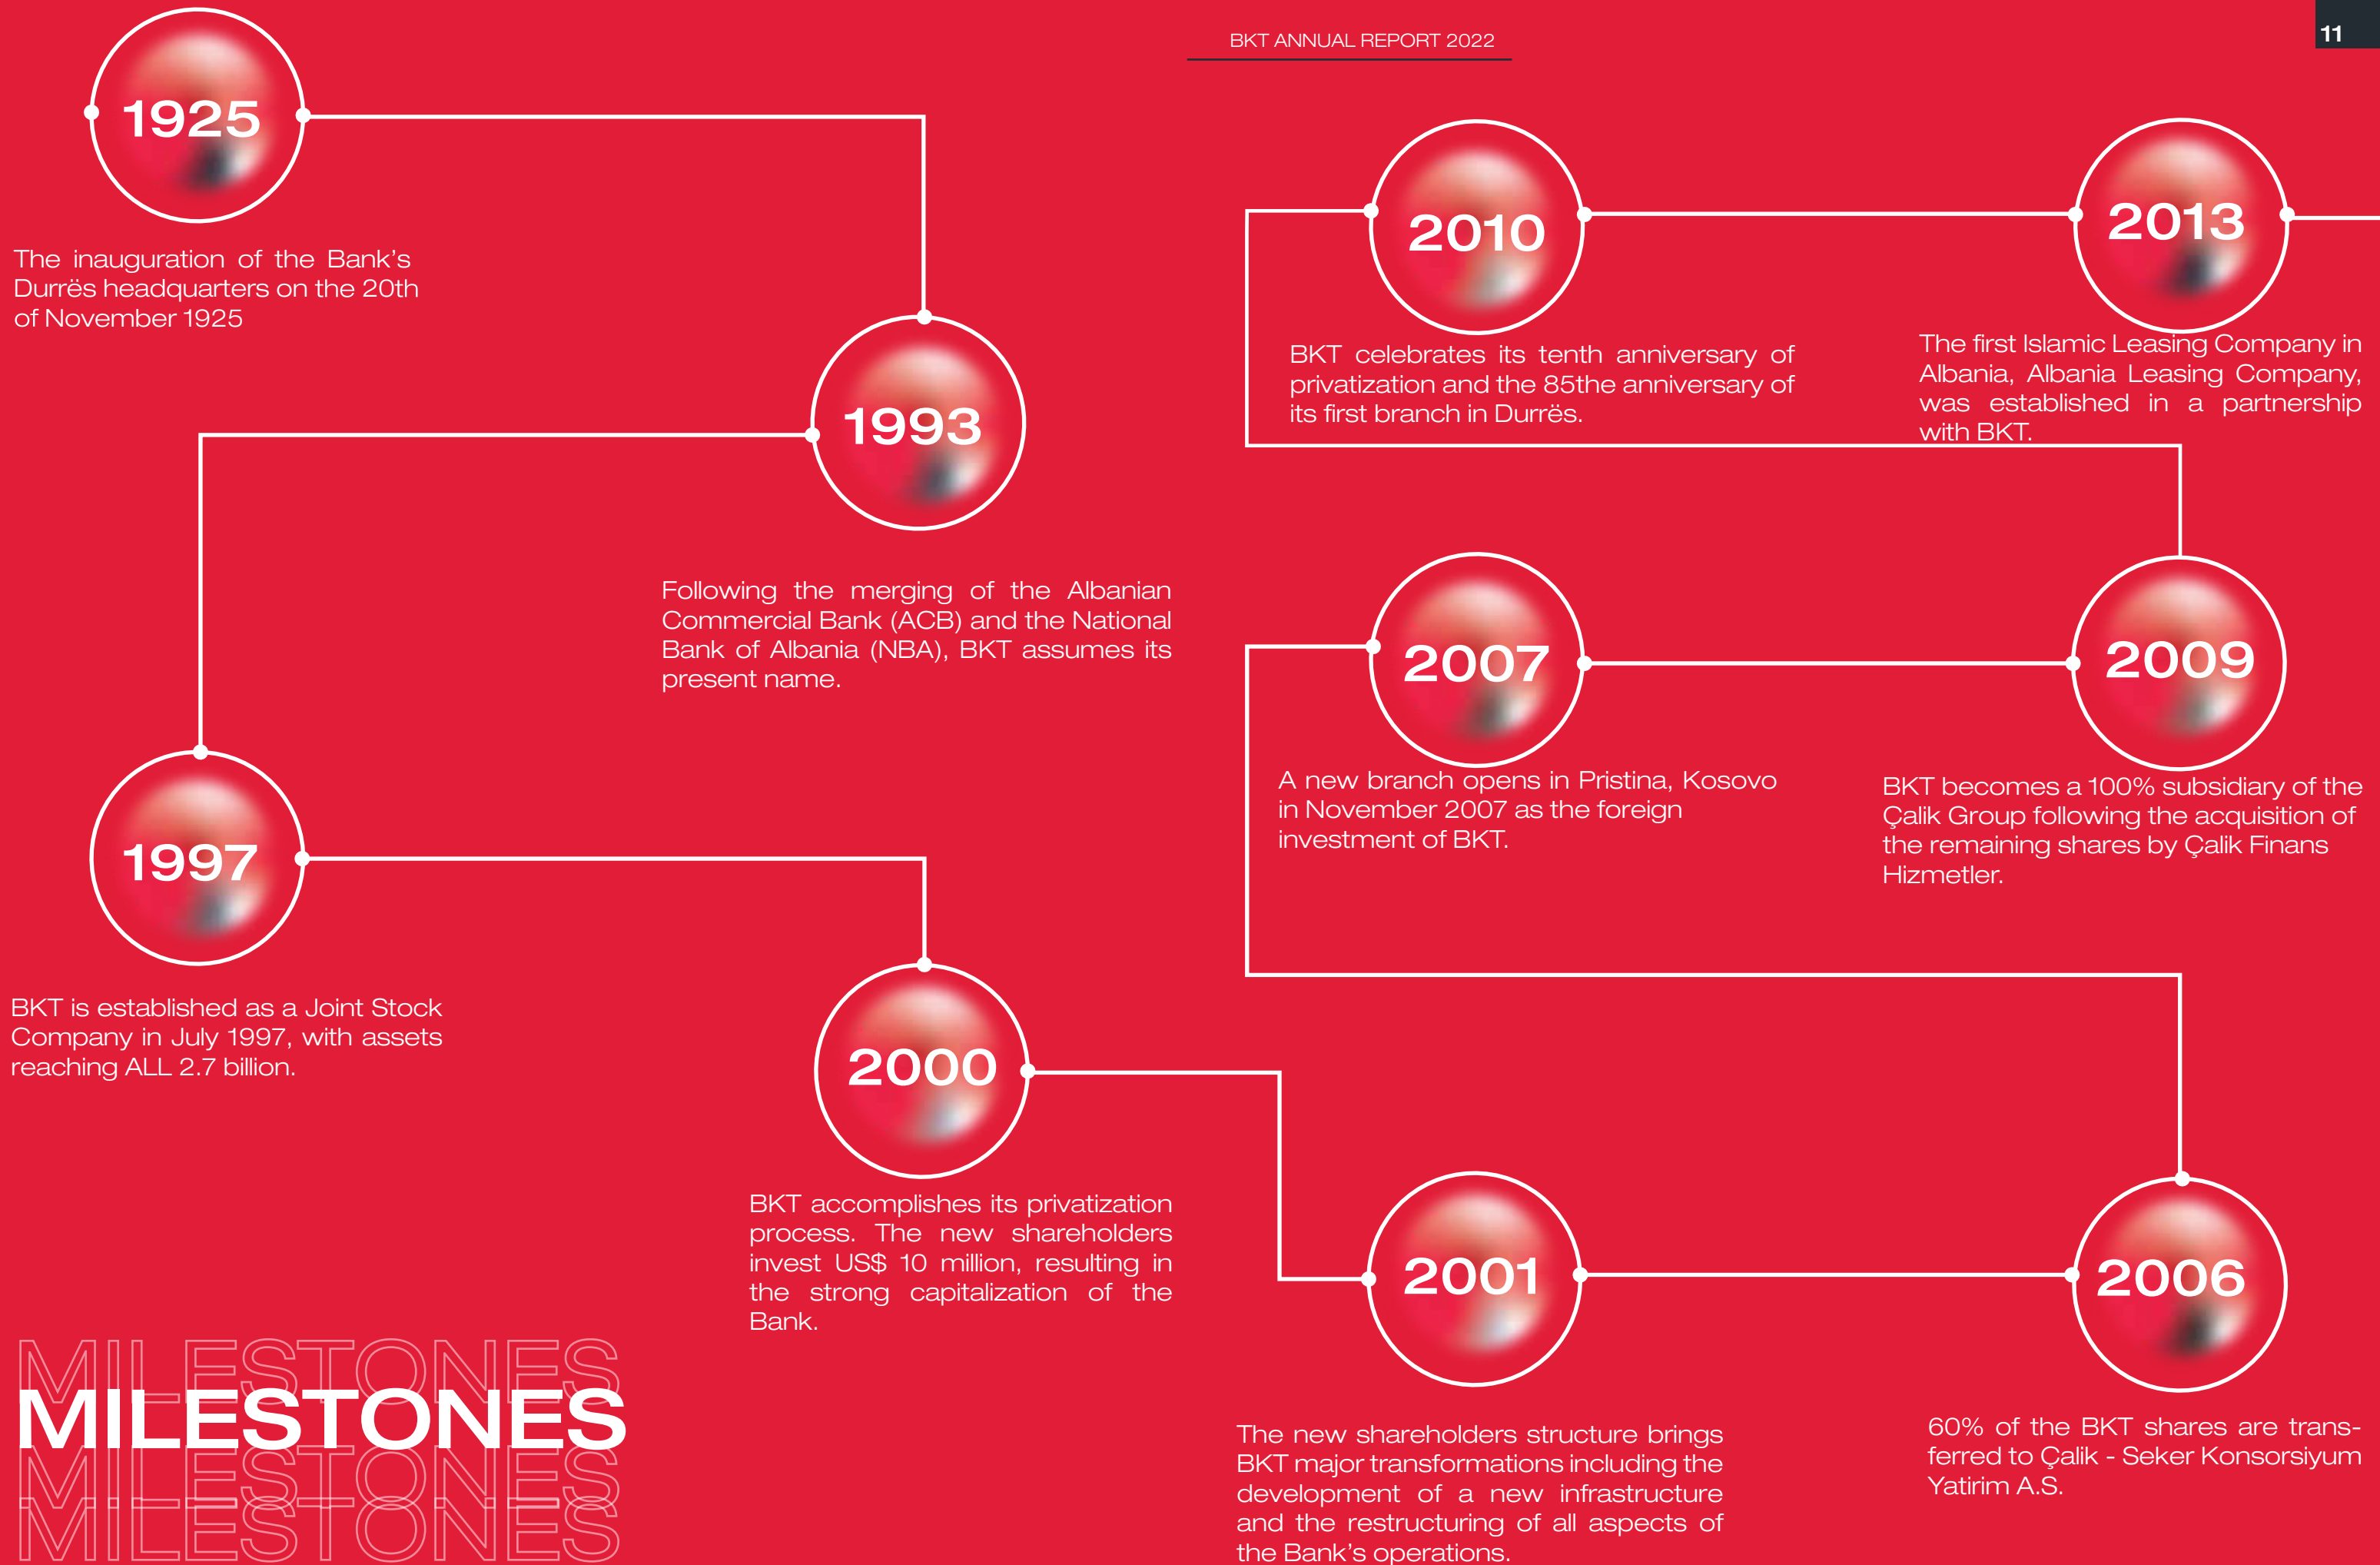 BKT ANNUAL REPORT 2022
11
1925
The inauguration of the Bank's
Durrës headquarters on the 20th
of November 1925
1993
Following the merging of the Albanian
Commercial Bank (ACB) and the National
Bank of Albania (NBA), BKT assumes its
present name.
1997
BKT is established as a Joint Stock
Company in July 1997, with assets
reaching ALL 2.7 billion.
2000
BKT accomplishes its privatization
process. The new shareholders
invest US$ 10 million, resulting in
the strong capitalization of the
Bank.
2001
The new shareholders structure brings
BKT major transformations including the
development of a new infrastructure
and the restructuring of all aspects of
the Bank's operations.
2006
60% of the BKT shares are trans-
ferred to Çalik - Seker Konsorsiyum
Yatirim A.S.
2007
A new branch opens in Pristina, Kosovo
in November 2007 as the foreign
investment of BKT.
2009
BKT becomes a 100% subsidiary of the
Çalik Group following the acquisition of
the remaining shares by Çalik Finans
Hizmetler.
2010
BKT celebrates its tenth anniversary of
privatization and the 85the anniversary of
its first branch in Durrës.
2013
The first Islamic Leasing Company in
Albania, Albania Leasing Company,
was established in a partnership
with BKT.
MILESTONES
MILESTONES
MILESTONES
MILESTONES